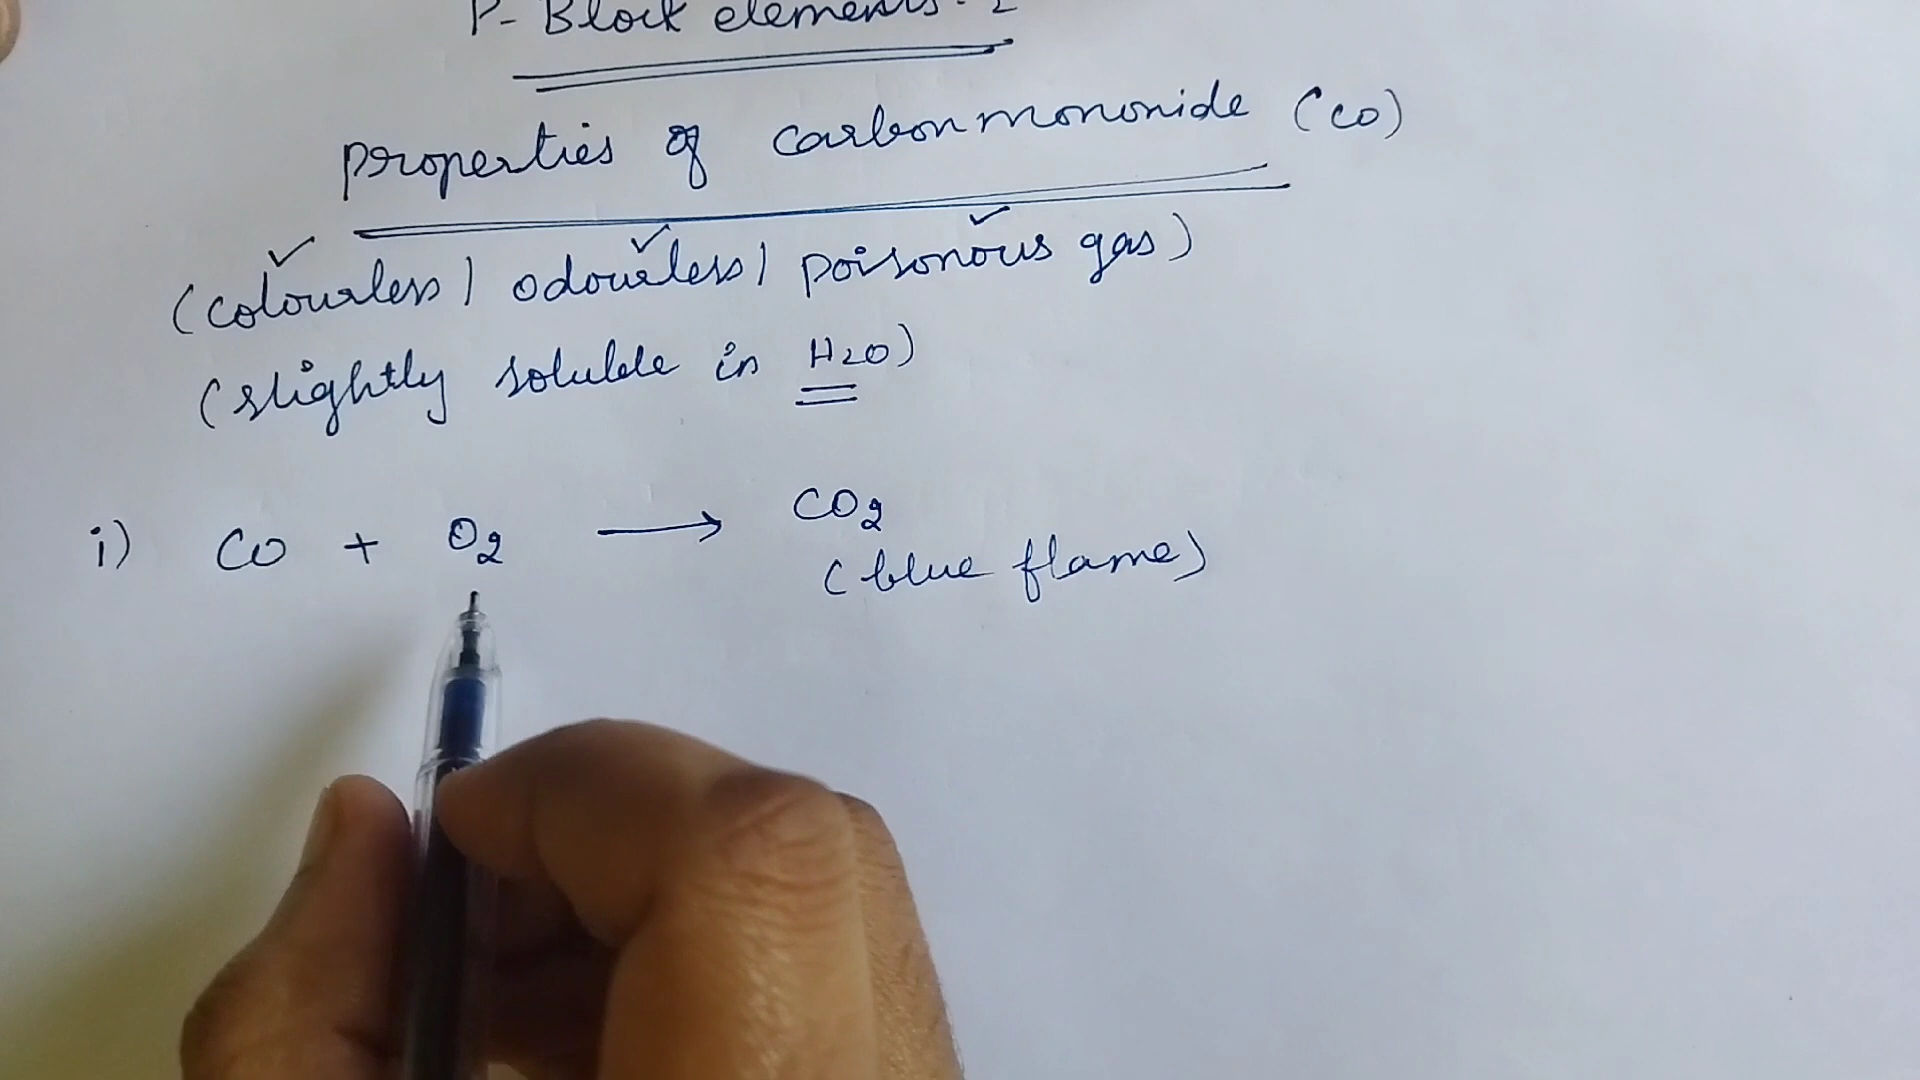 P- Block elements. 2
properties of carbonmonoxide (CO)
(colourless | odourless | poisonous gas)
(slightly soluble in H2O)
i) CO + O2 ⟶ CO2
(blue flame)